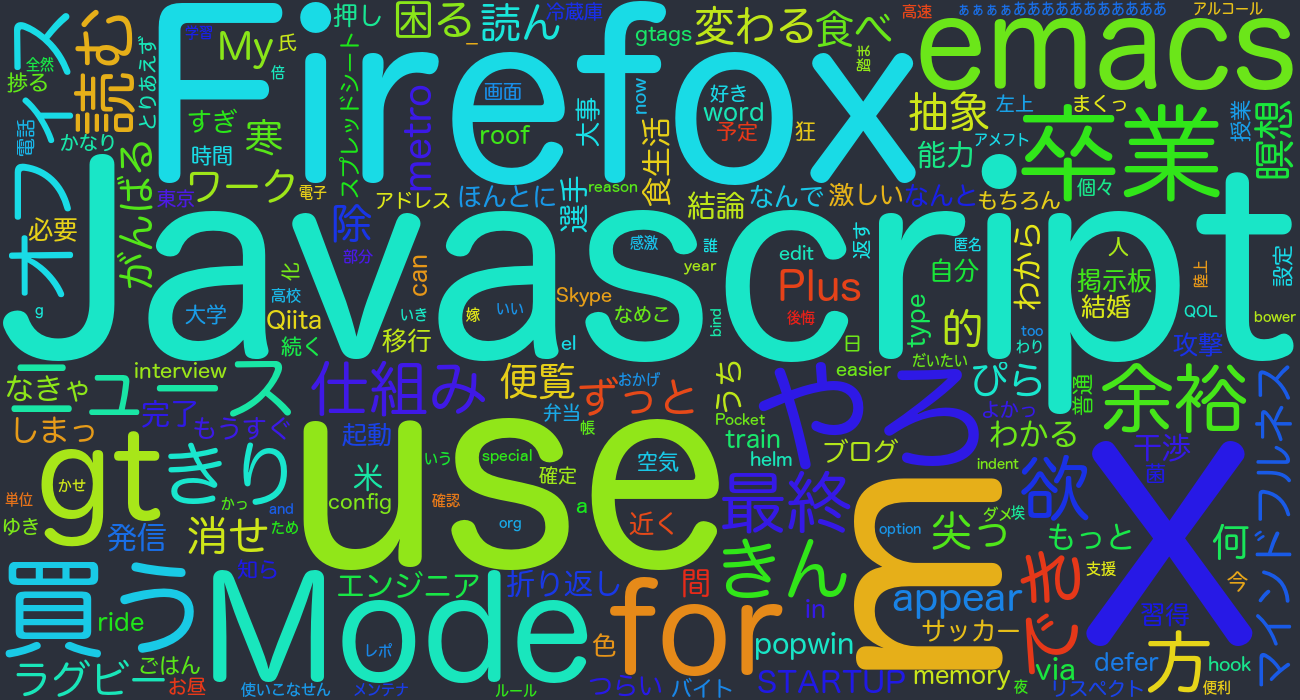 Firefox
Javascript
emacs
use
Mode
for
m
X
やろ
卒業
買う
gt
ニュース
オフィス
読む
困る
読ん
冷蔵庫
押し
変わる
食べ
高速
ぁぁぁぁああああああああああああ
アルコール
gtags
My
氏
倍
学習
全然
捗る
とりあえず
スプレッドシート
電話
かなり
すぎ
寒
時間
metro
画面
roof
大事
now
好き
word
予定
狂
踏ま
抽象
左上
まくっ
授業
瞑想
アメフト
能力
個々
がんばる
ワーク
電子
東京
アドレス
ほんとに
選手
reason
食生活
結論
なんで
激しい
なんと
もちろん
必要
除
部分
感激
誰
year
edit
返す
匿名
わから
人
掲示板
結婚
陸上
設定
QOL
bower
自分
Plus
Skype
can
化
高校
大学
g
Qiita
続く
いき
移行
嫁
いい
なめこ
el
bind
後悔
日
type
的
too
わり
攻撃
easier
だいたい
なきゃ
interview
完了
もうすぐ
しまっ
仕組み
便覧
おかげ
ずっと
うち
弁当
帳
Pocket
train
helm
ブログ
ぴら
普通
余裕
よかっ
わかる
干渉
indent
マインドフルネス
起動
米
config
いう
special
確定
確認
org
空気
近く
a
最終
きん
欲
尖う
ダメ
埃
option
もっと
何
きり
かせ
単位
ゆき
発信
かっ
and
ため
消せ
知ら
エンジニア
折り返し
間
in
appear
サッカー
popwin
memory
STARTUP
支援
習得
今
方
via
defer
hook
リスペクト
便利
夜
ride
ラグビー
ごはん
お昼
使いこなせん
メンテナ
レポ
ルール
色
つらい
バイト